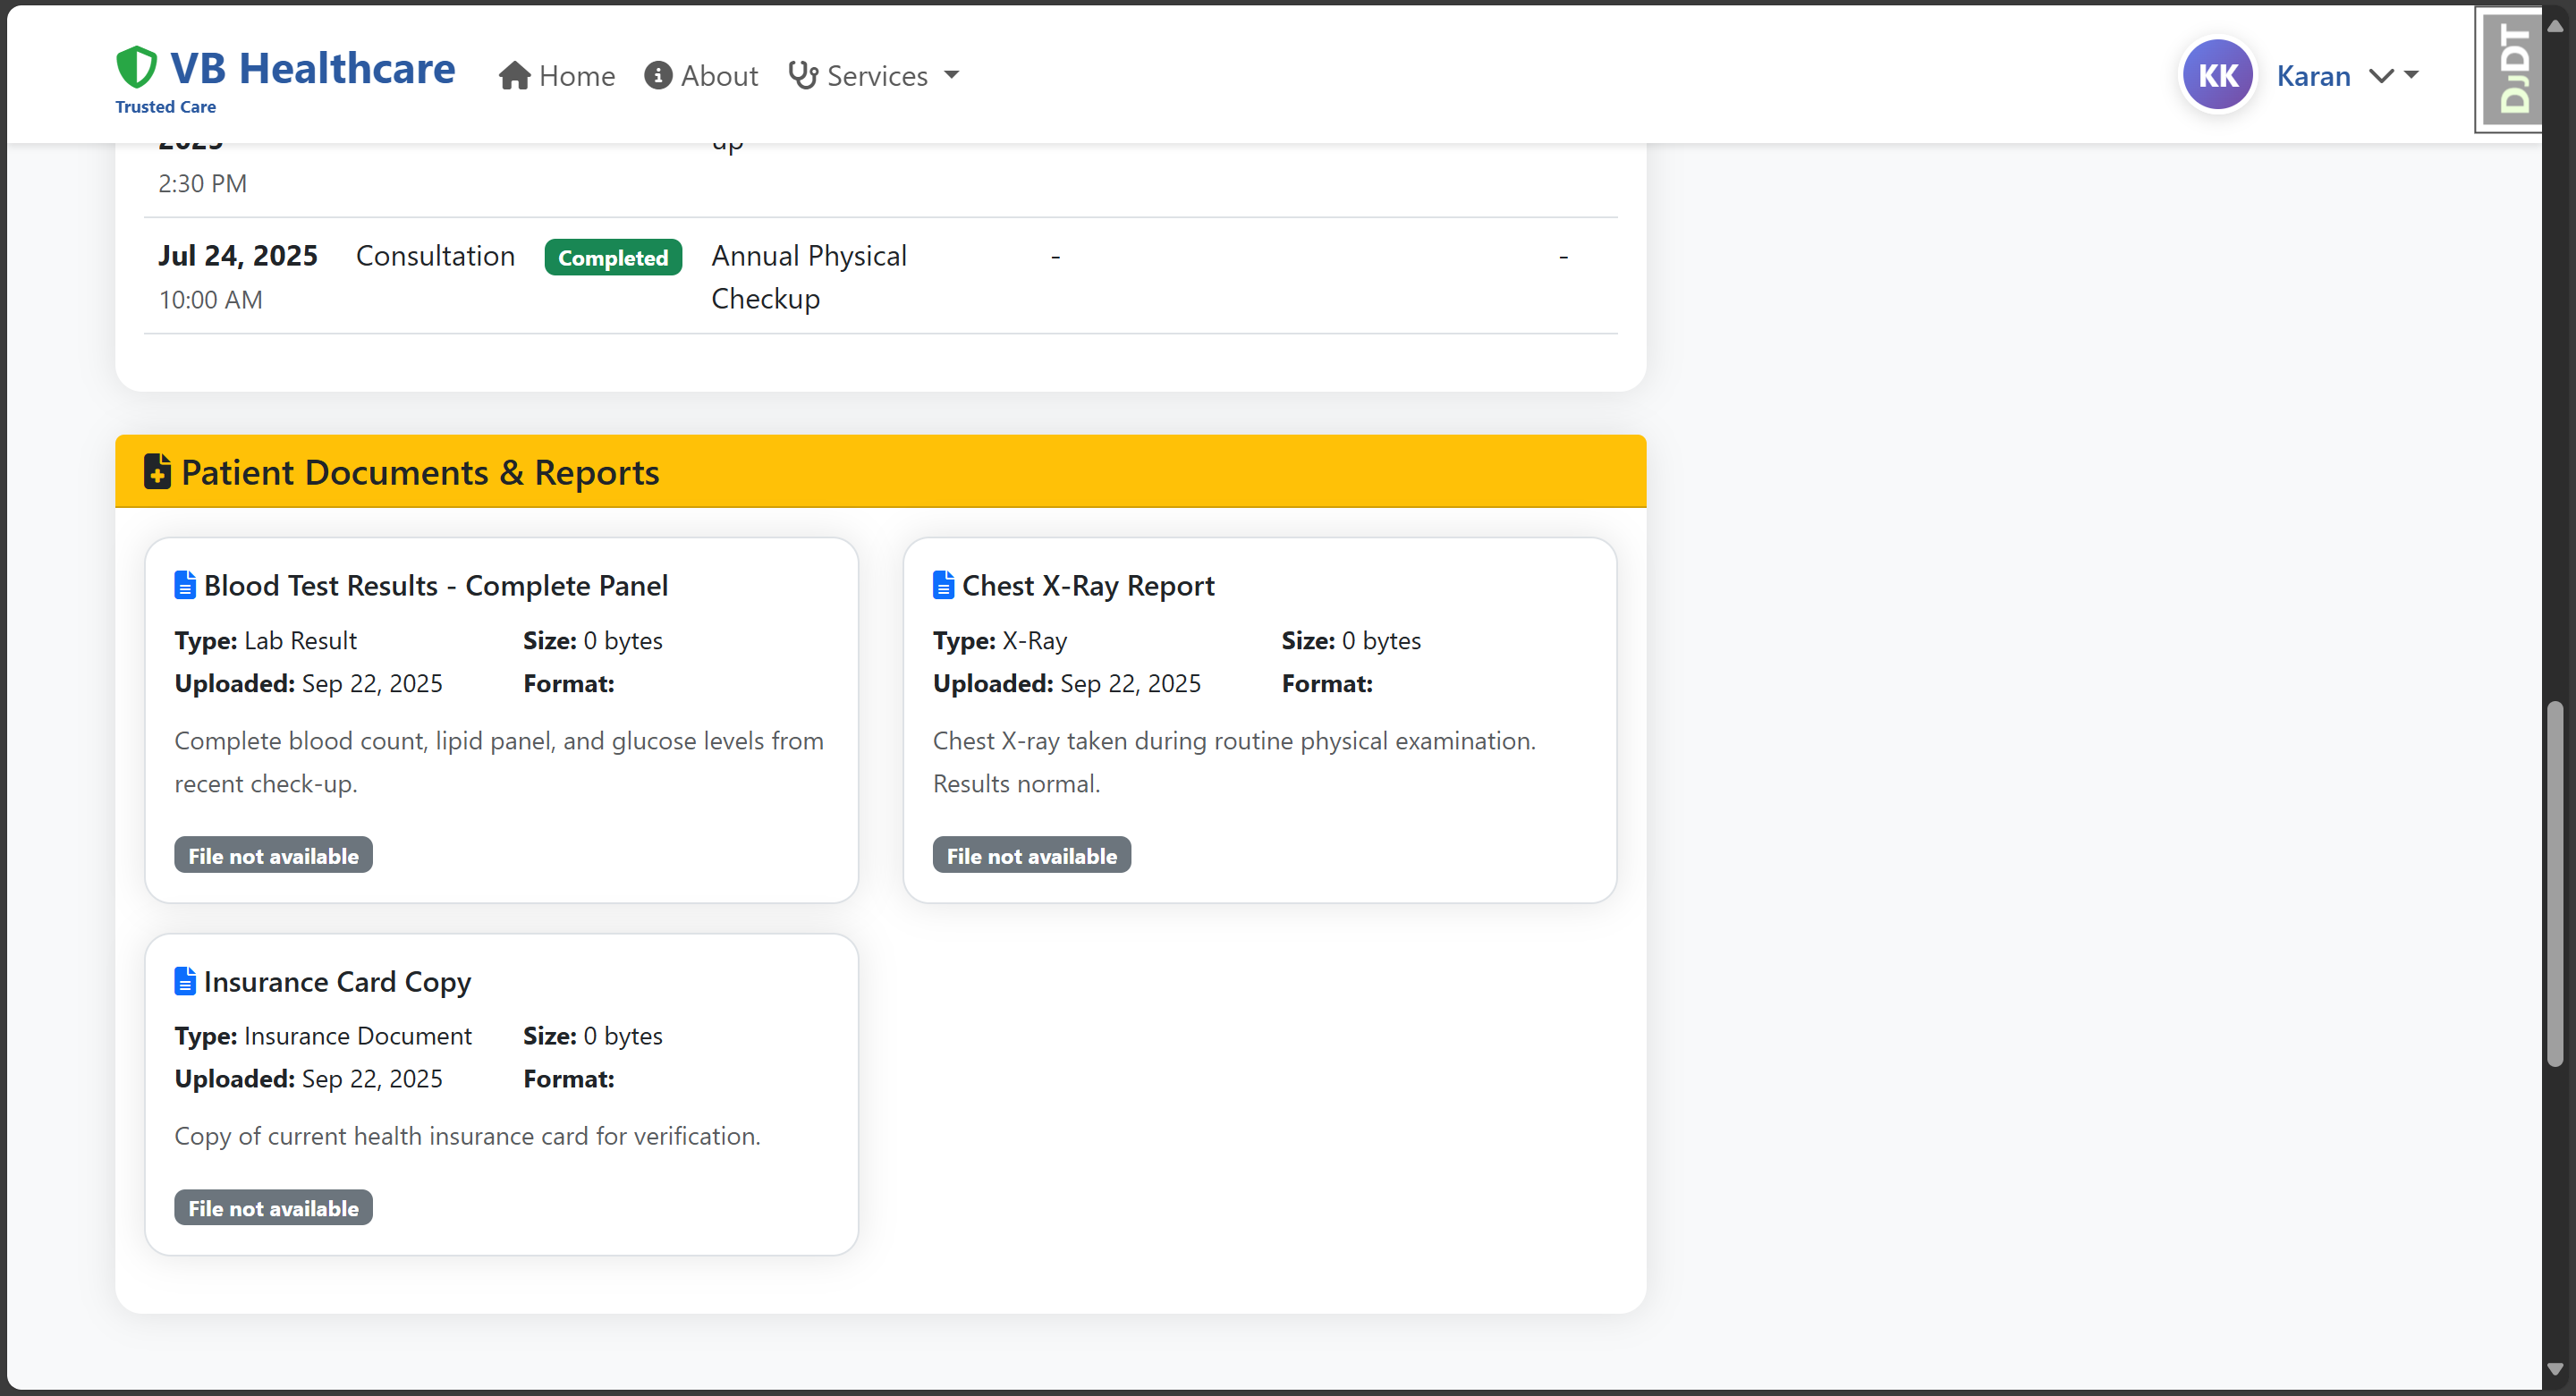 VB Healthcare
Trusted Care
Home
About
Services
KK
Karan
DJDT
2025
up
2:30 PM
Jul 24, 2025 Consultation Completed Annual Physical - -
10:00 AM Checkup
Patient Documents & Reports
Blood Test Results - Complete Panel
Type: Lab Result Size: 0 bytes
Uploaded: Sep 22, 2025 Format:
Complete blood count, lipid panel, and glucose levels from
recent check-up.
File not available
Chest X-Ray Report
Type: X-Ray Size: 0 bytes
Uploaded: Sep 22, 2025 Format:
Chest X-ray taken during routine physical examination.
Results normal.
File not available
Insurance Card Copy
Type: Insurance Document Size: 0 bytes
Uploaded: Sep 22, 2025 Format:
Copy of current health insurance card for verification.
File not available